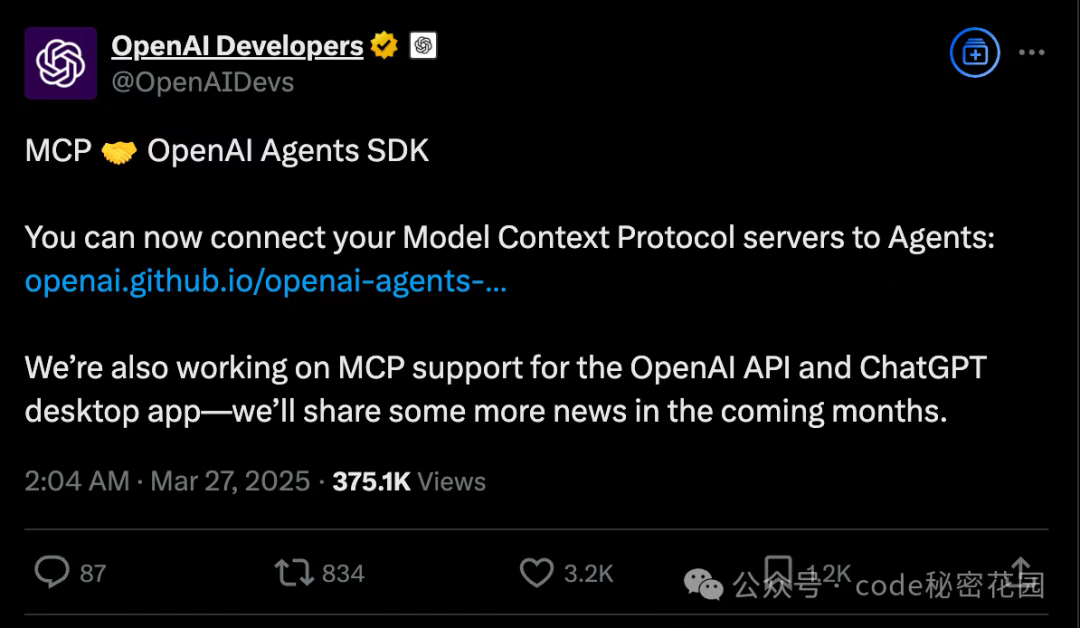 OpenAI Developers
@OpenAIDevs
MCP 🤝 OpenAI Agents SDK
You can now connect your Model Context Protocol servers to Agents:
openai.github.io/openai-agents-...
We’re also working on MCP support for the OpenAI API and ChatGPT
desktop app—we’ll share some more news in the coming months.
2:04 AM · Mar 27, 2025 · 375.1K Views
87 834 3.2K 1.2K
公众号 · code秘密花园